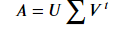 A = U ∑ V^t